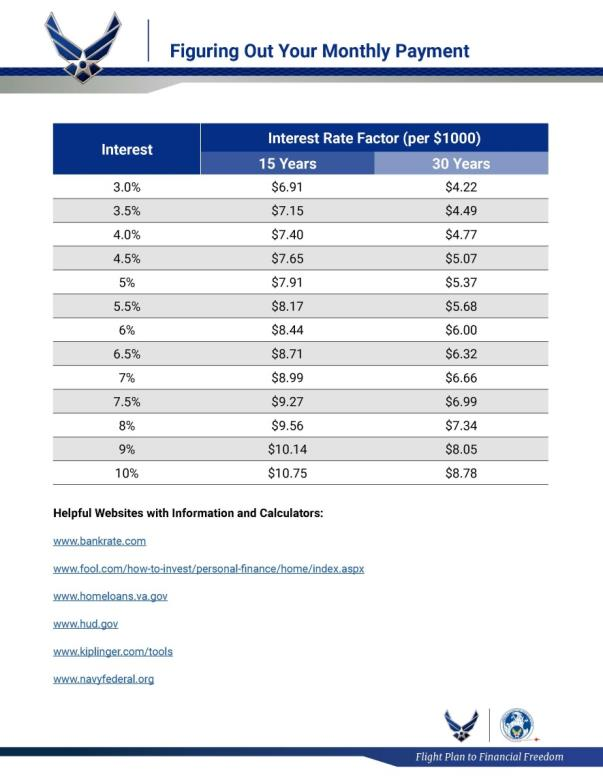 Figuring Out Your Monthly Payment
Interest
Interest Rate Factor (per $1000)
15 Years 30 Years
3.0% $6.91 $4.22
3.5% $7.15 $4.49
4.0% $7.40 $4.77
4.5% $7.65 $5.07
5% $7.91 $5.37
5.5% $8.17 $5.68
6% $8.44 $6.00
6.5% $8.71 $6.32
7% $8.99 $6.66
7.5% $9.27 $6.99
8% $9.56 $7.34
9% $10.14 $8.05
10% $10.75 $8.78
Helpful Websites with Information and Calculators:
www.bankrate.com
www.fool.com/how-to-invest/personal-finance/home/index.aspx
www.homeloans.va.gov
www.hud.gov
www.kiplinger.com/tools
www.navyfederal.org
Flight Plan to Financial Freedom